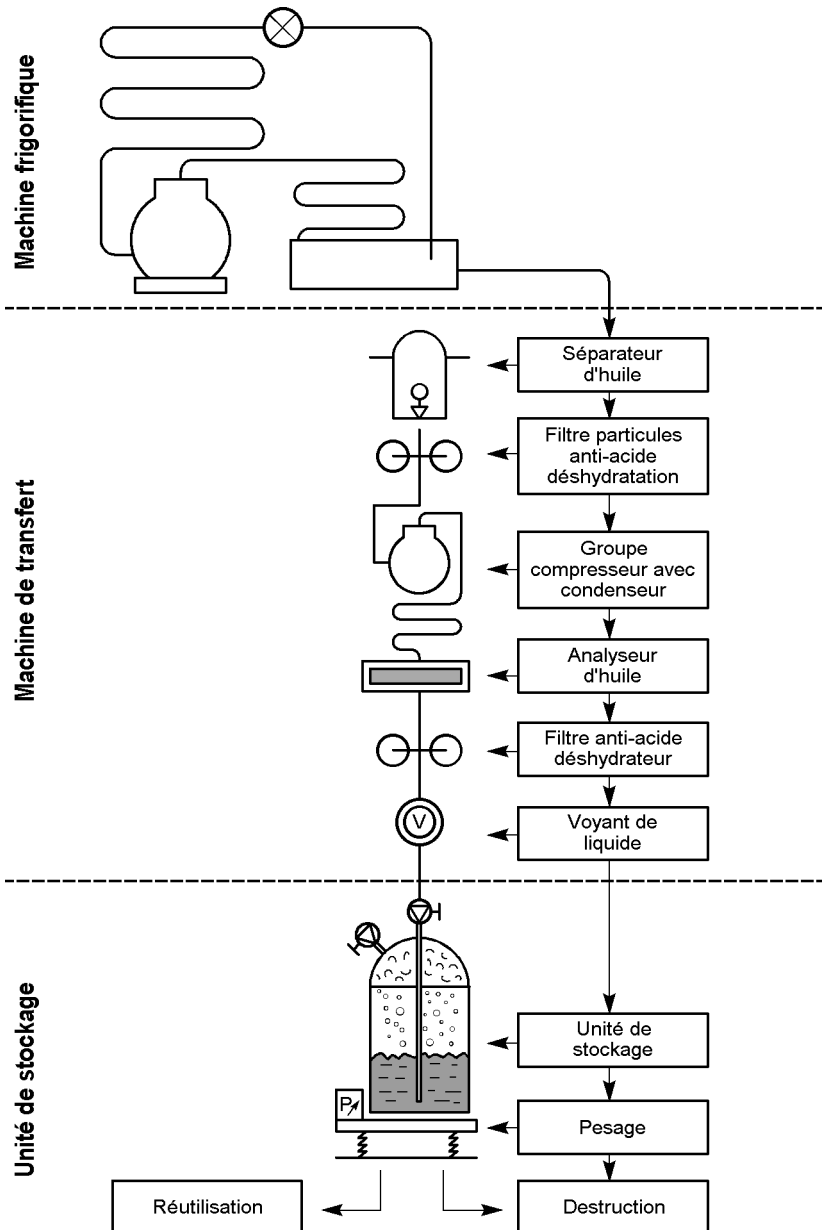 Machine frigorifique
Machine de transfert
Séparateur
d'huile
Filtre particules
anti-acide
déshydratation
Groupe
compresseur avec
condenseur
Analyseur
d'huile
Filtre anti-acide
déshydrateur
V
Voyant de
liquide
Unité de stockage
Unité de
stockage
P
Pesage
Réutilisation
Destruction